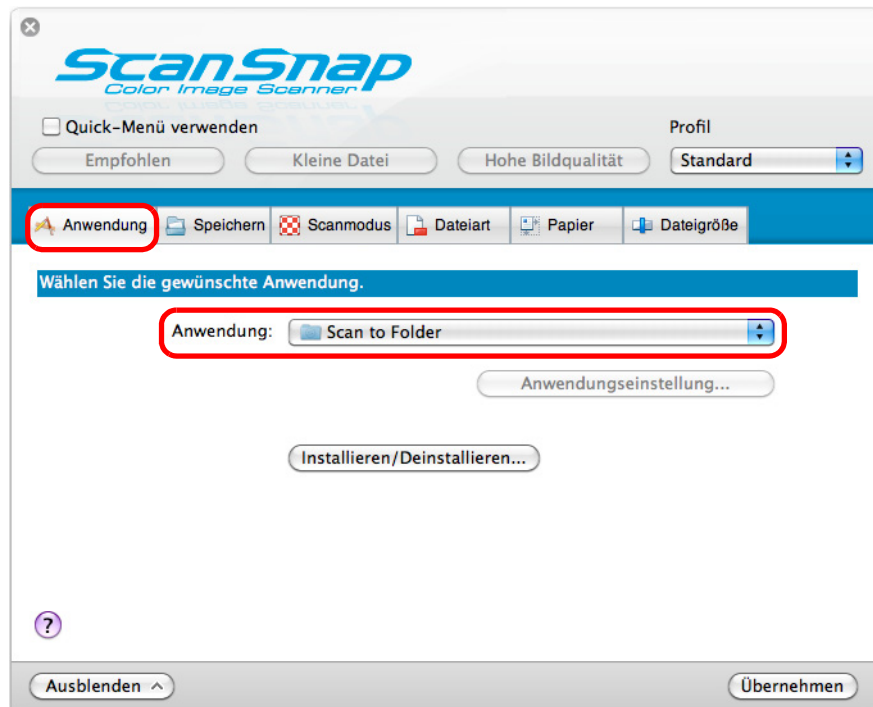 ScanSnap
Color Image Scanner
Quick-Menü verwenden
Profil
Empfohlen
Kleine Datei
Hohe Bildqualität
Standard
Anwendung
Speichern
Scanmodus
Dateiart
Papier
Dateigröße
Wählen Sie die gewünschte Anwendung.
Anwendung: Scan to Folder
Anwendungseinstellung...
Installieren/Deinstallieren...
?
Ausblenden
Übernehmen